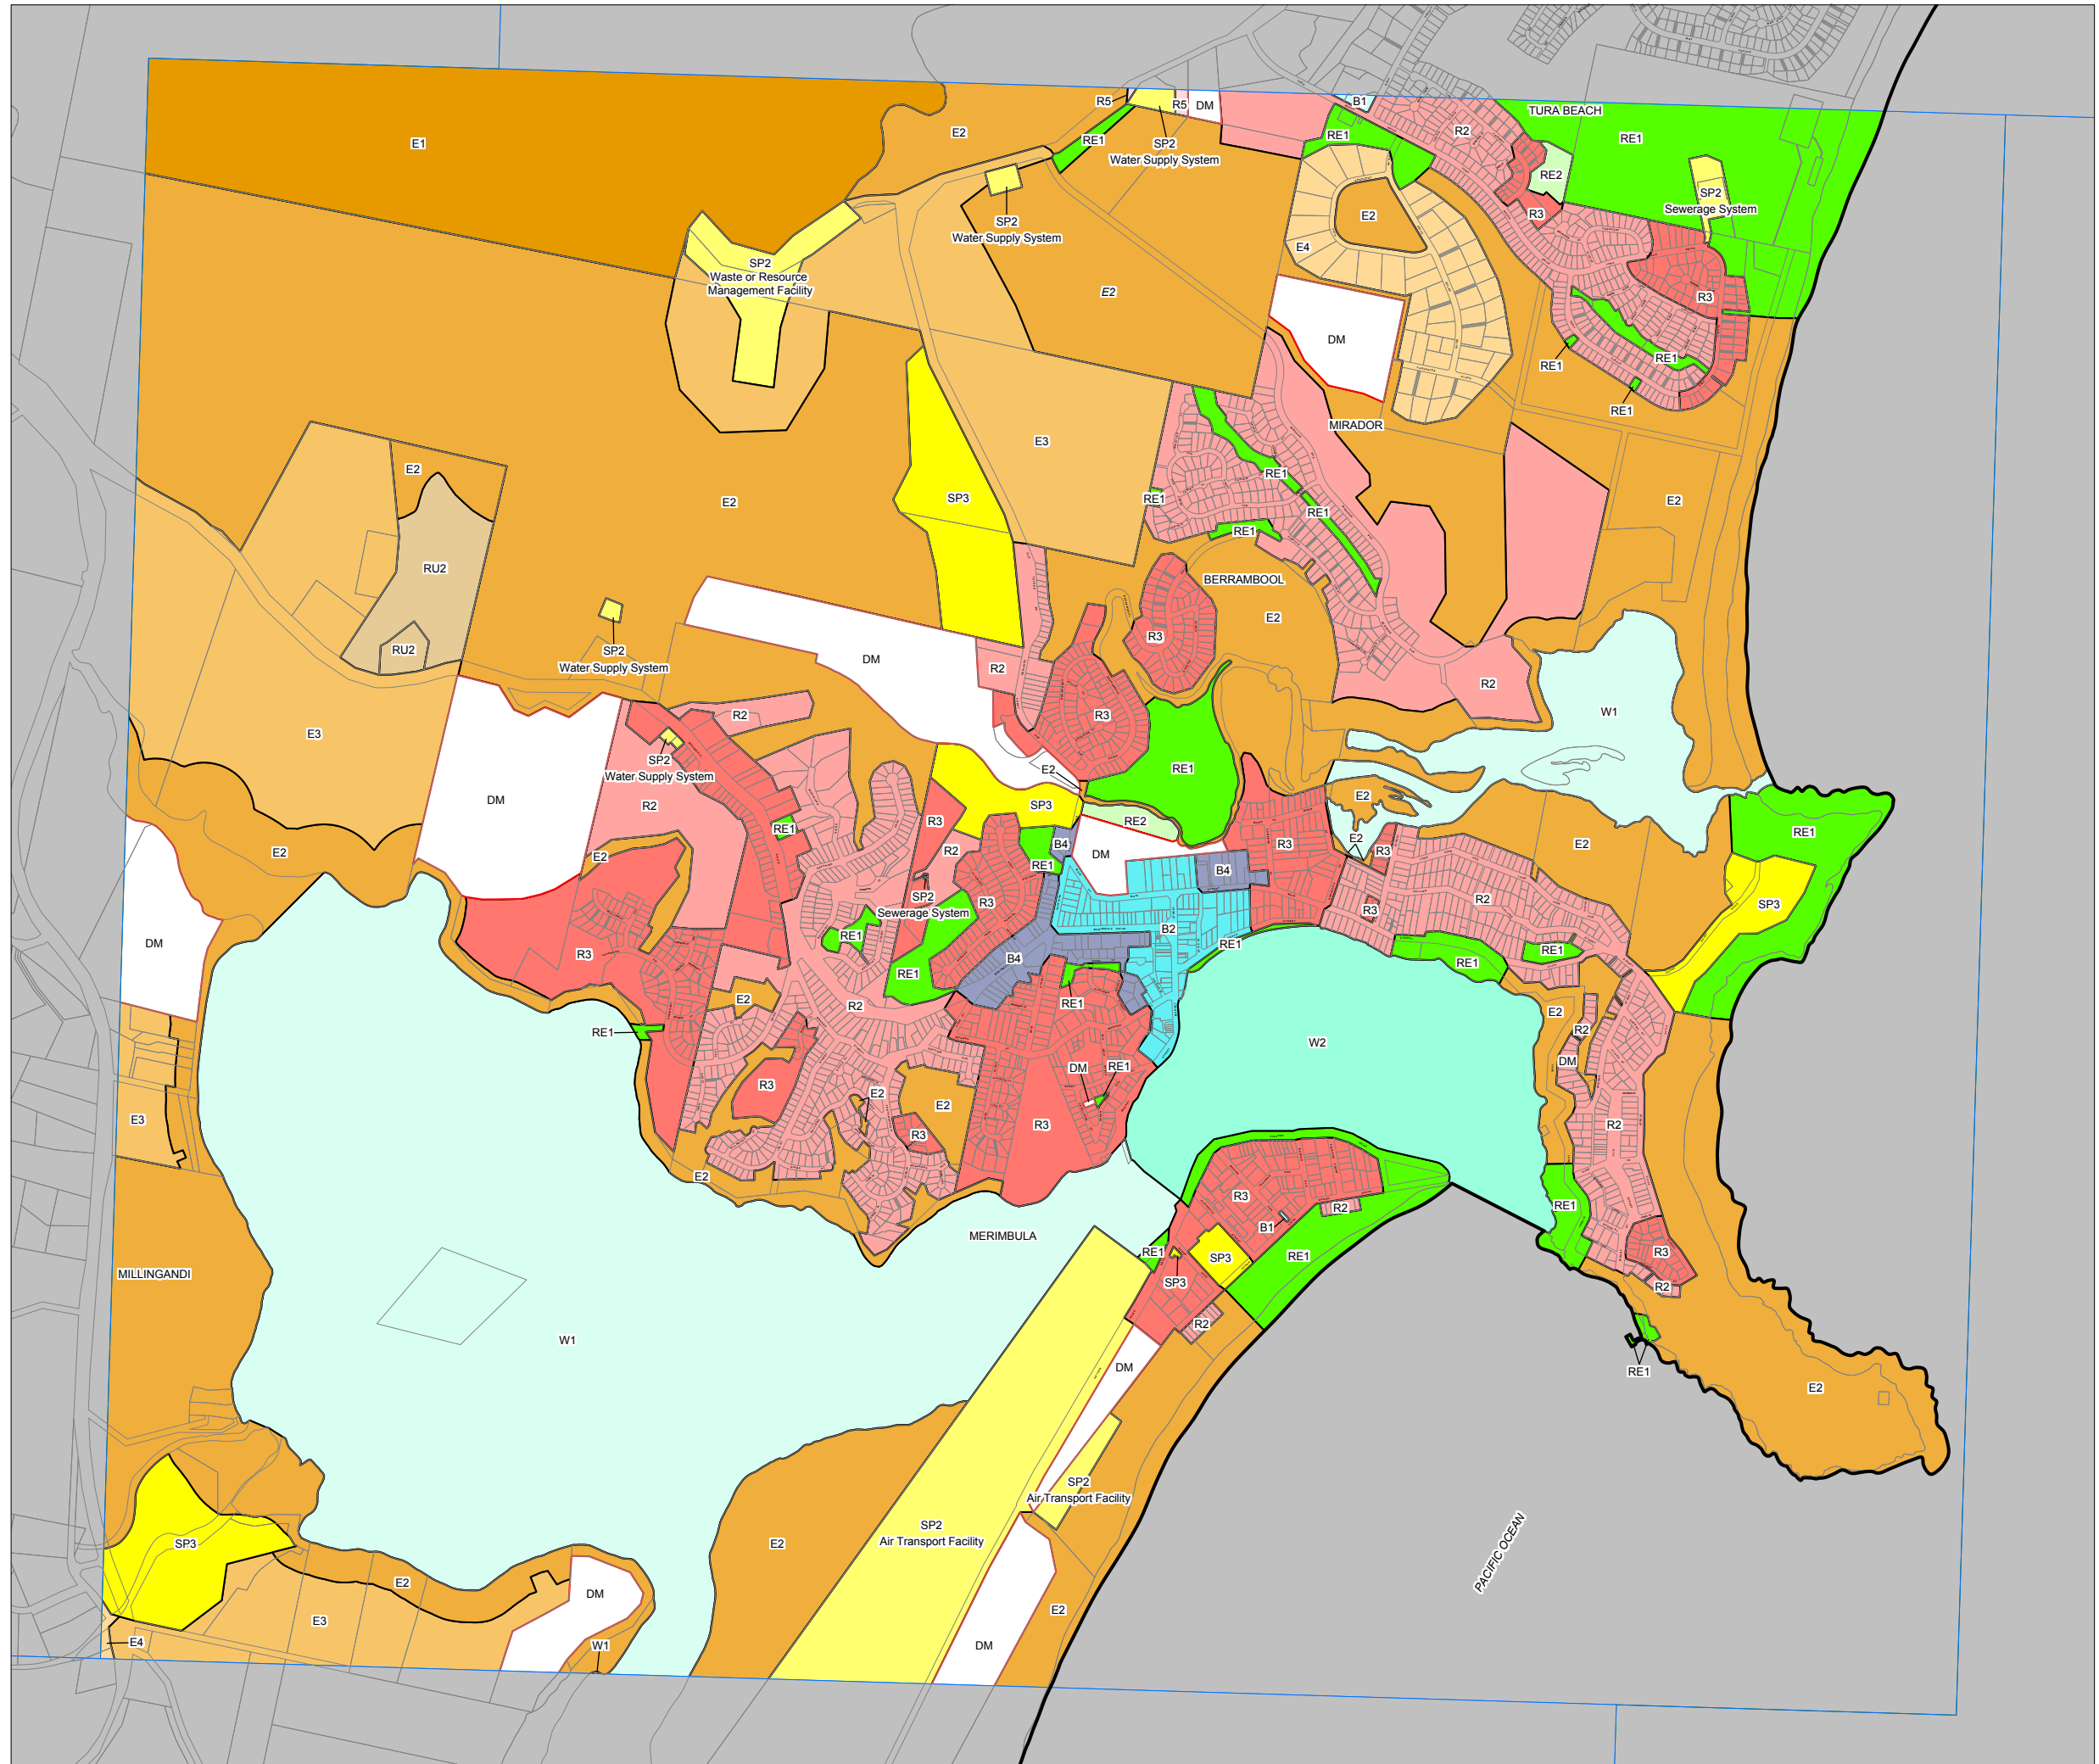 R5
R5
DM
B1
TURA BEACH
E1
E2
RE1
SP2
Water Supply System
RE1
R2
RE1
RE2
SP2
Sewerage System
SP2
Water Supply System
E2
R3
E4
SP2
Waste or Resource
Management Facility
E2
R3
DM
RE1
RE1
RE1
MIRADOR
E3
E2
RE1
SP3
RE1
E2
E2
RE1
RE1
RU2
BERRAMBOOL
E2
R3
RU2
SP2
Water Supply System
DM
R2
R2
R3
R2
W1
E3
SP2
Water Supply System
E2
RE1
DM
R2
SP3
E2
RE2
RE1
R3
B4
E2
R3
E2
RE1
E2
E2
R2
DM
R3
RE1
B4
SP2
Sewerage System
R3
R3
R2
SP3
DM
RE1
B2
RE1
R3
B4
RE1
RE1
RE1
E2
R2
RE1
E2
RE1
R2
W2
DM
R3
E2
DM
RE1
E2
E3
R3
R3
R2
E2
R3
RE1
R2
B1
MERIMBULA
RE1
SP3
RE1
R3
MILLINGANDI
SP3
R2
R2
W1
DM
RE1
E2
SP2
Air Transport Facility
SP2
Air Transport Facility
E2
SP3
PACIFIC OCEAN
E2
DM
E3
E2
E4
W1
DM